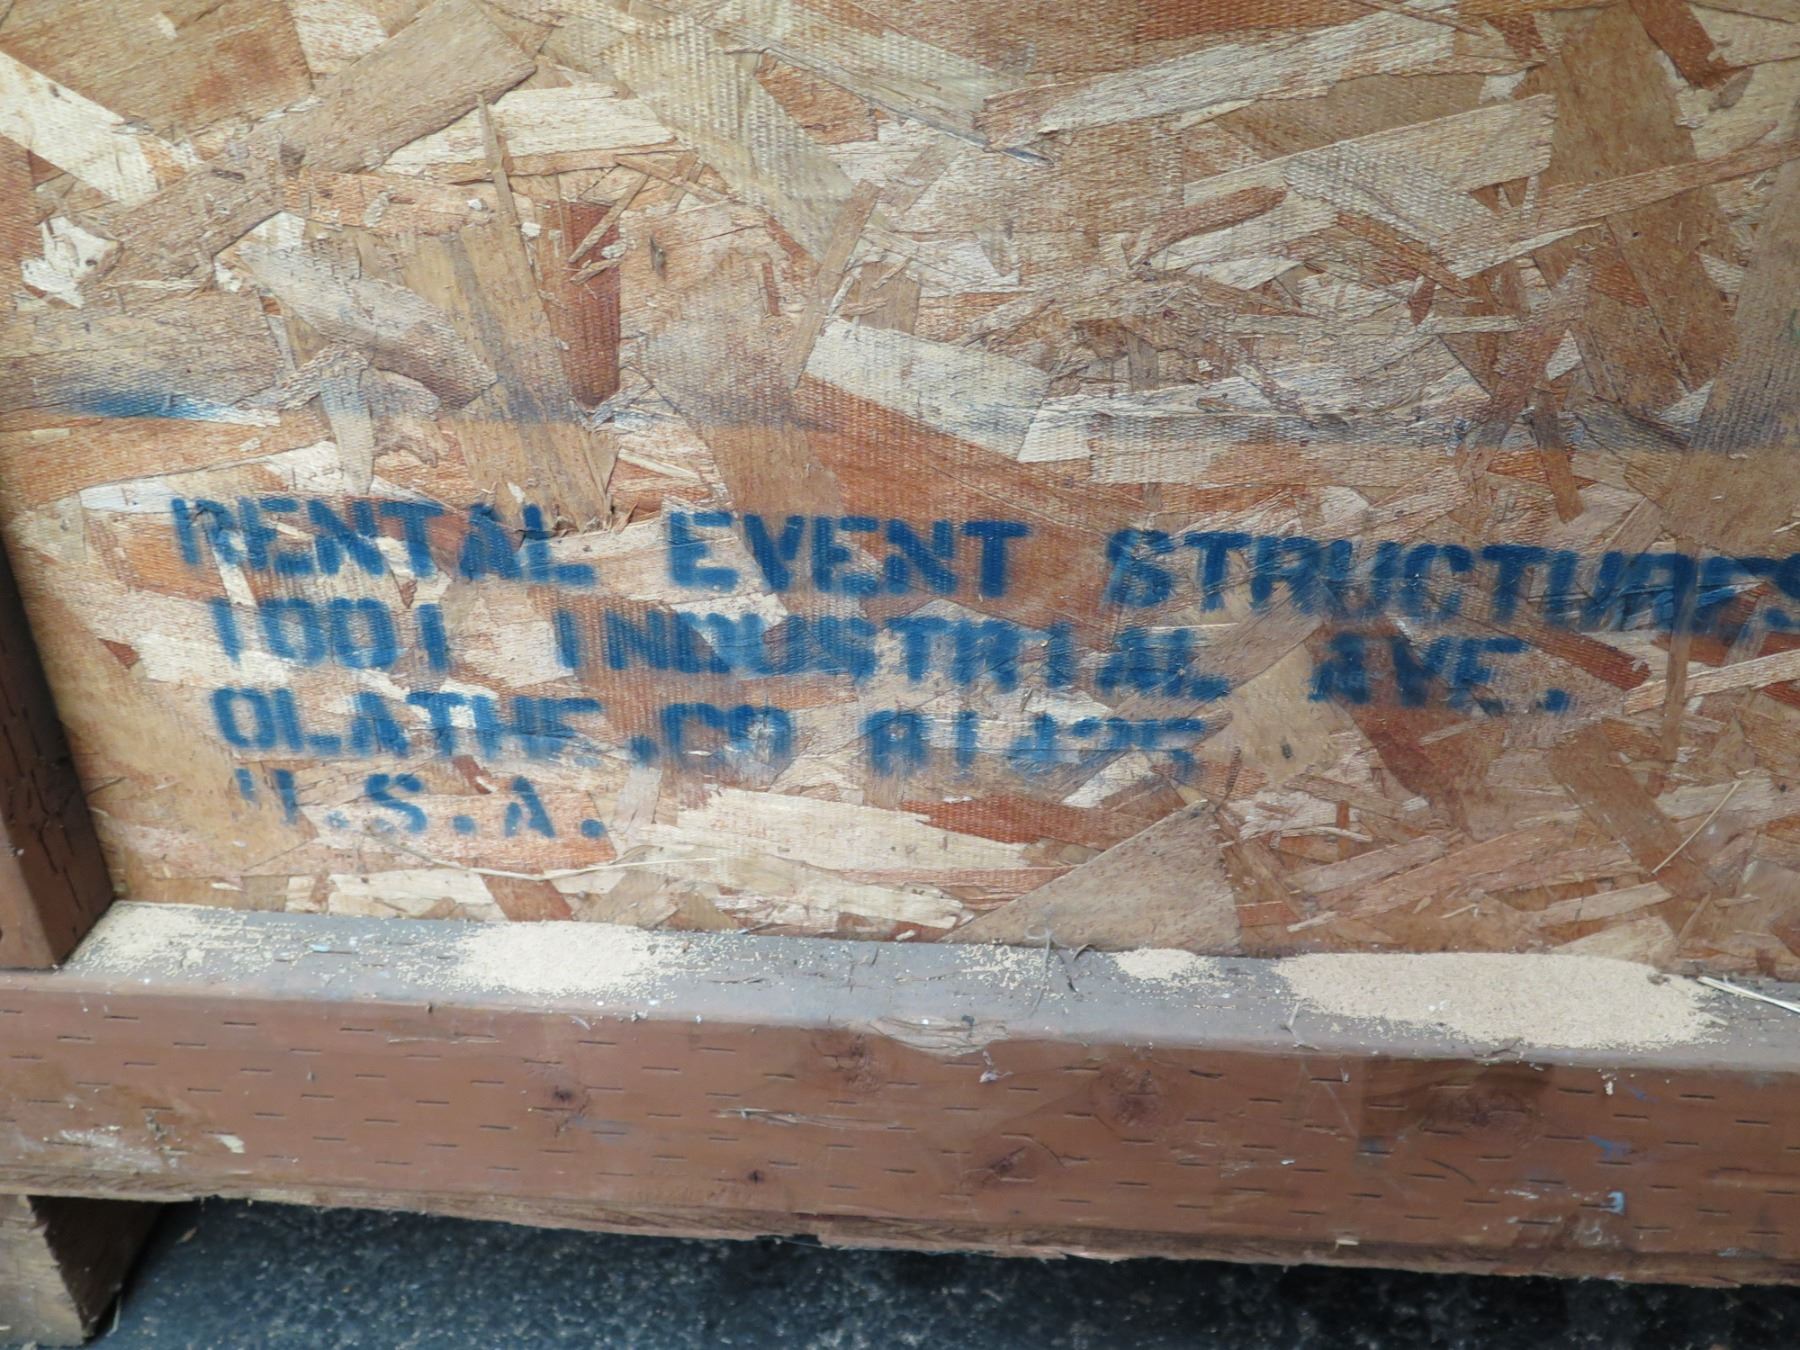 RENTAL EVENT STRUCTURES
1001 INDUSTRIAL AVE.
OLATHE, CO 81425
U.S.A.